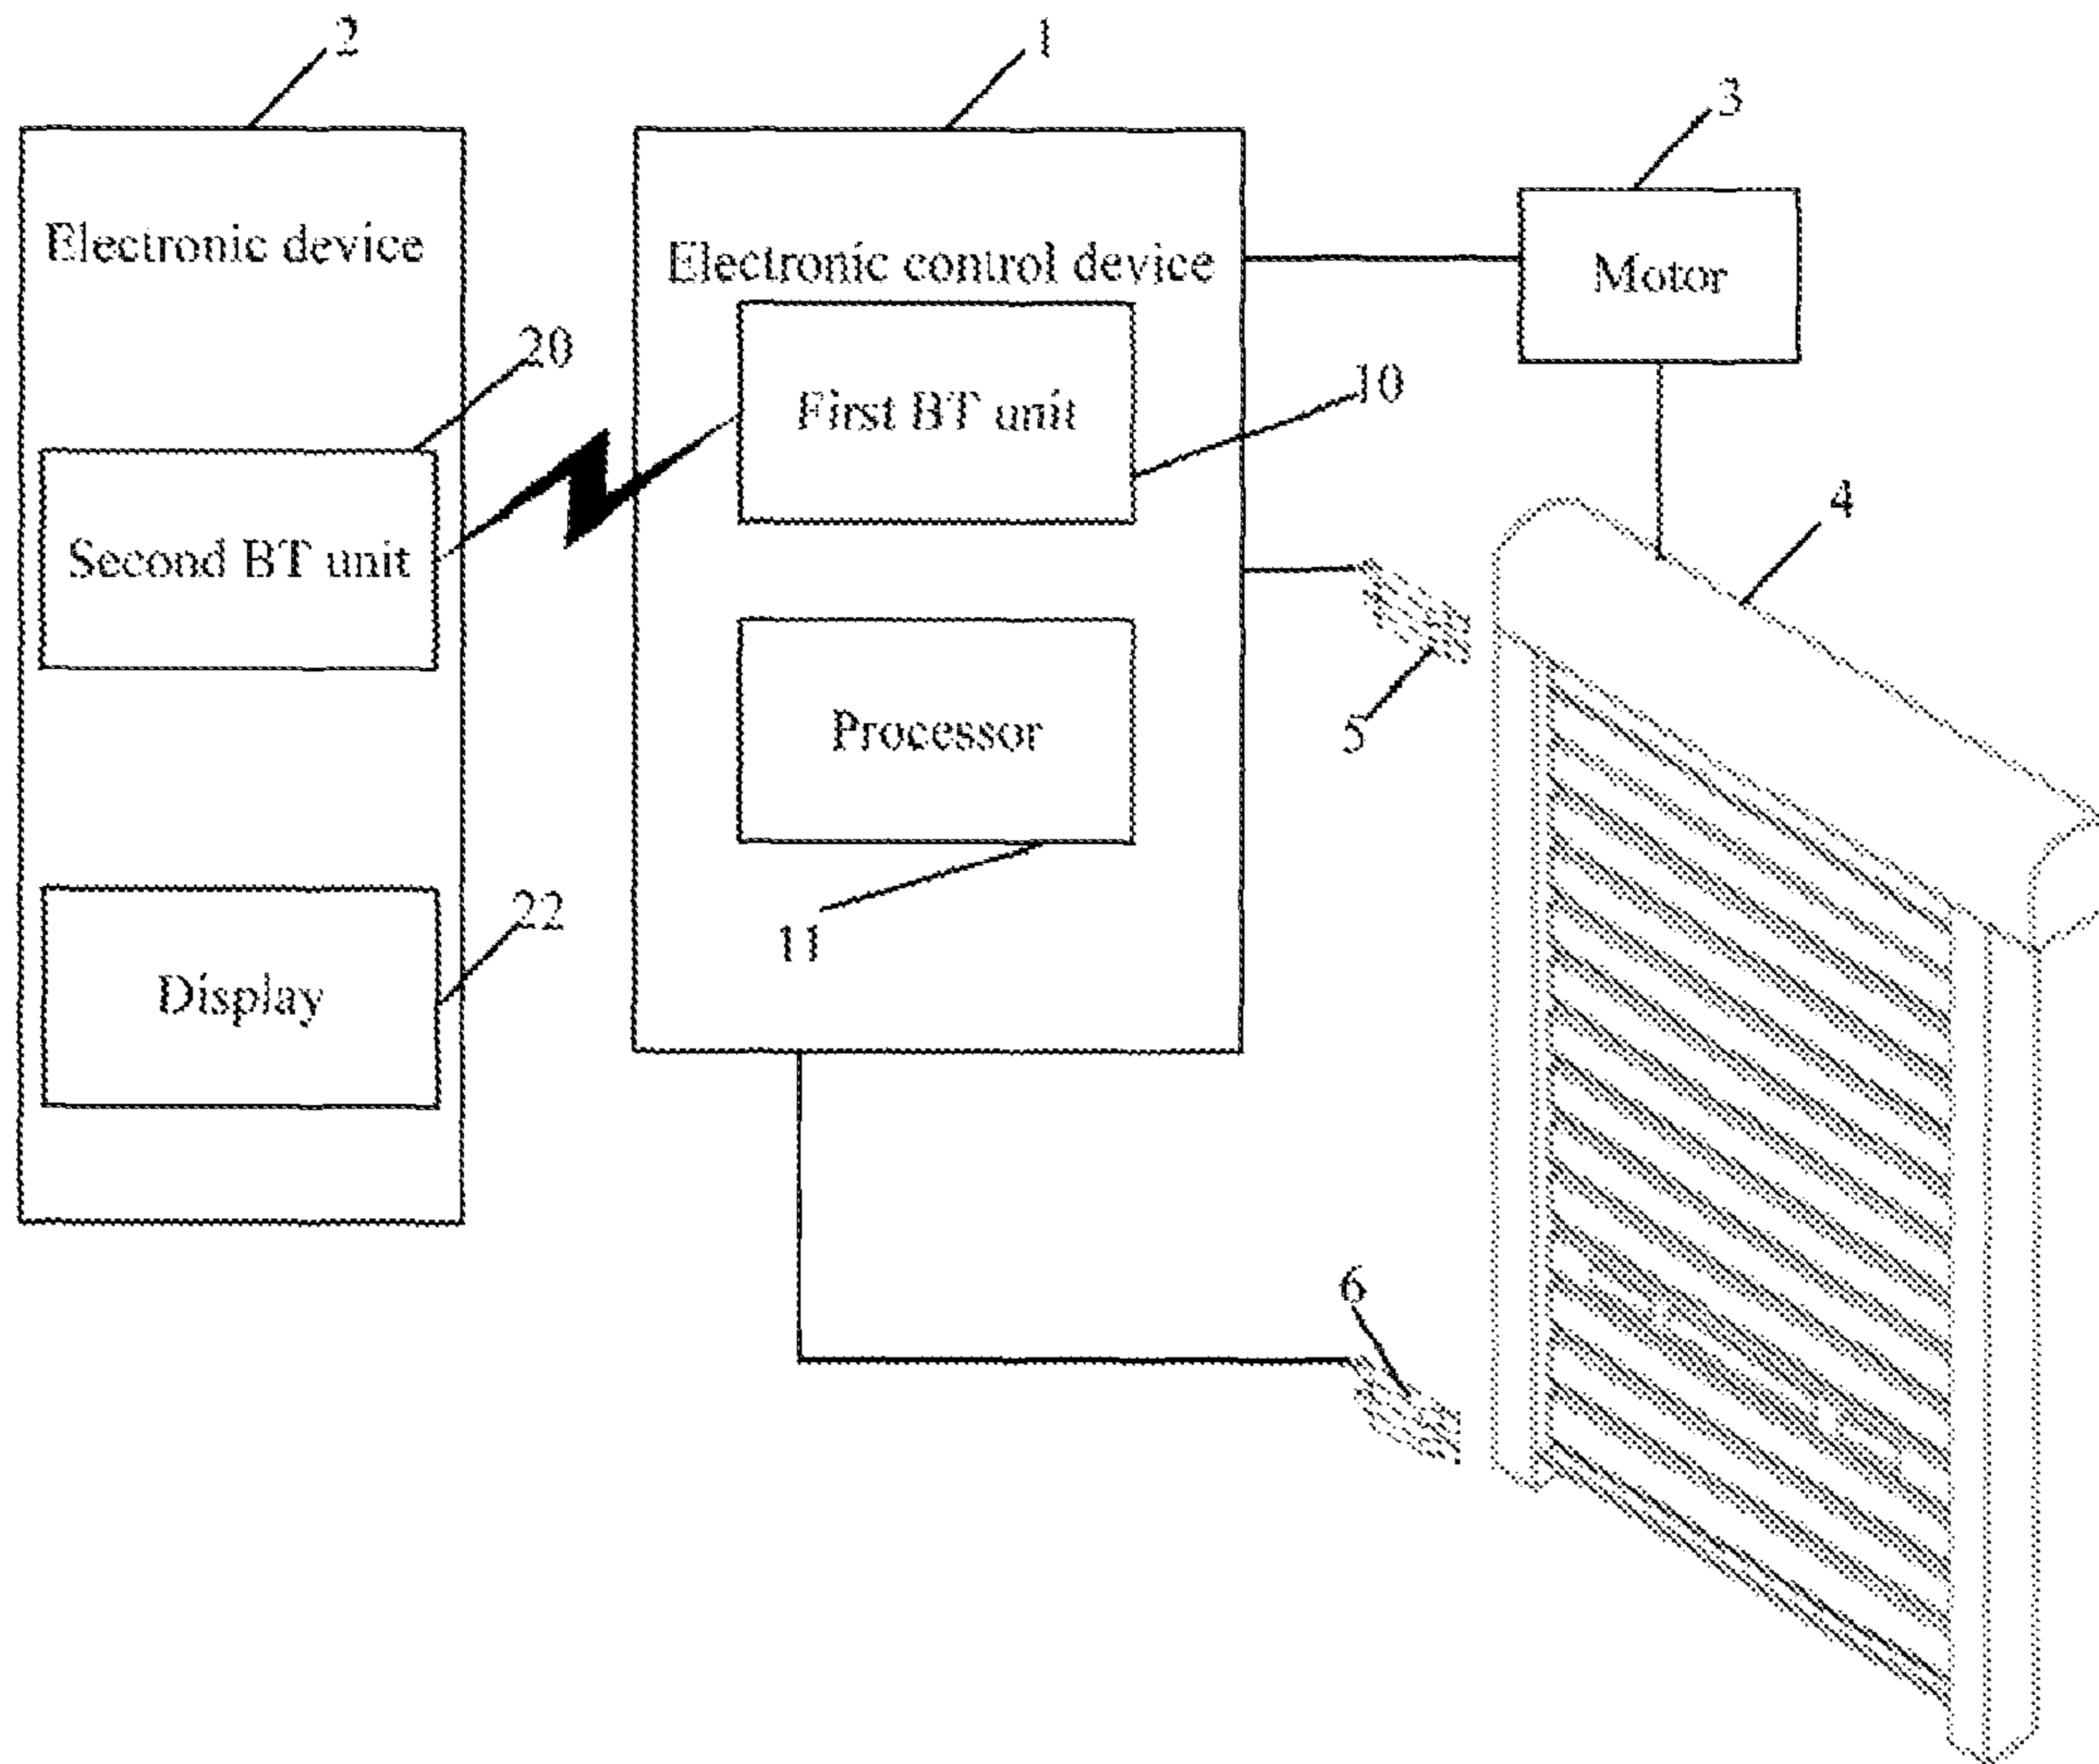 2
1
3
Electronic device
Electronic control device
Motor
20
First BT unit
10
Second BT unit
4
5
Processor
22
11
Display
6